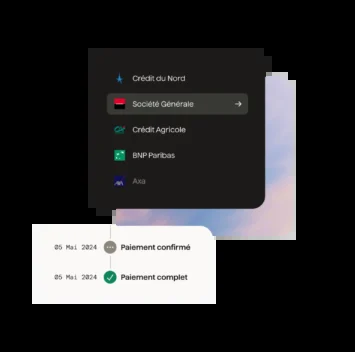 Crédit du Nord
Société Générale
Crédit Agricole
BNP Paribas
Axa
05 Mai 2024 Paiement confirmé
05 Mai 2024 Paiement complet